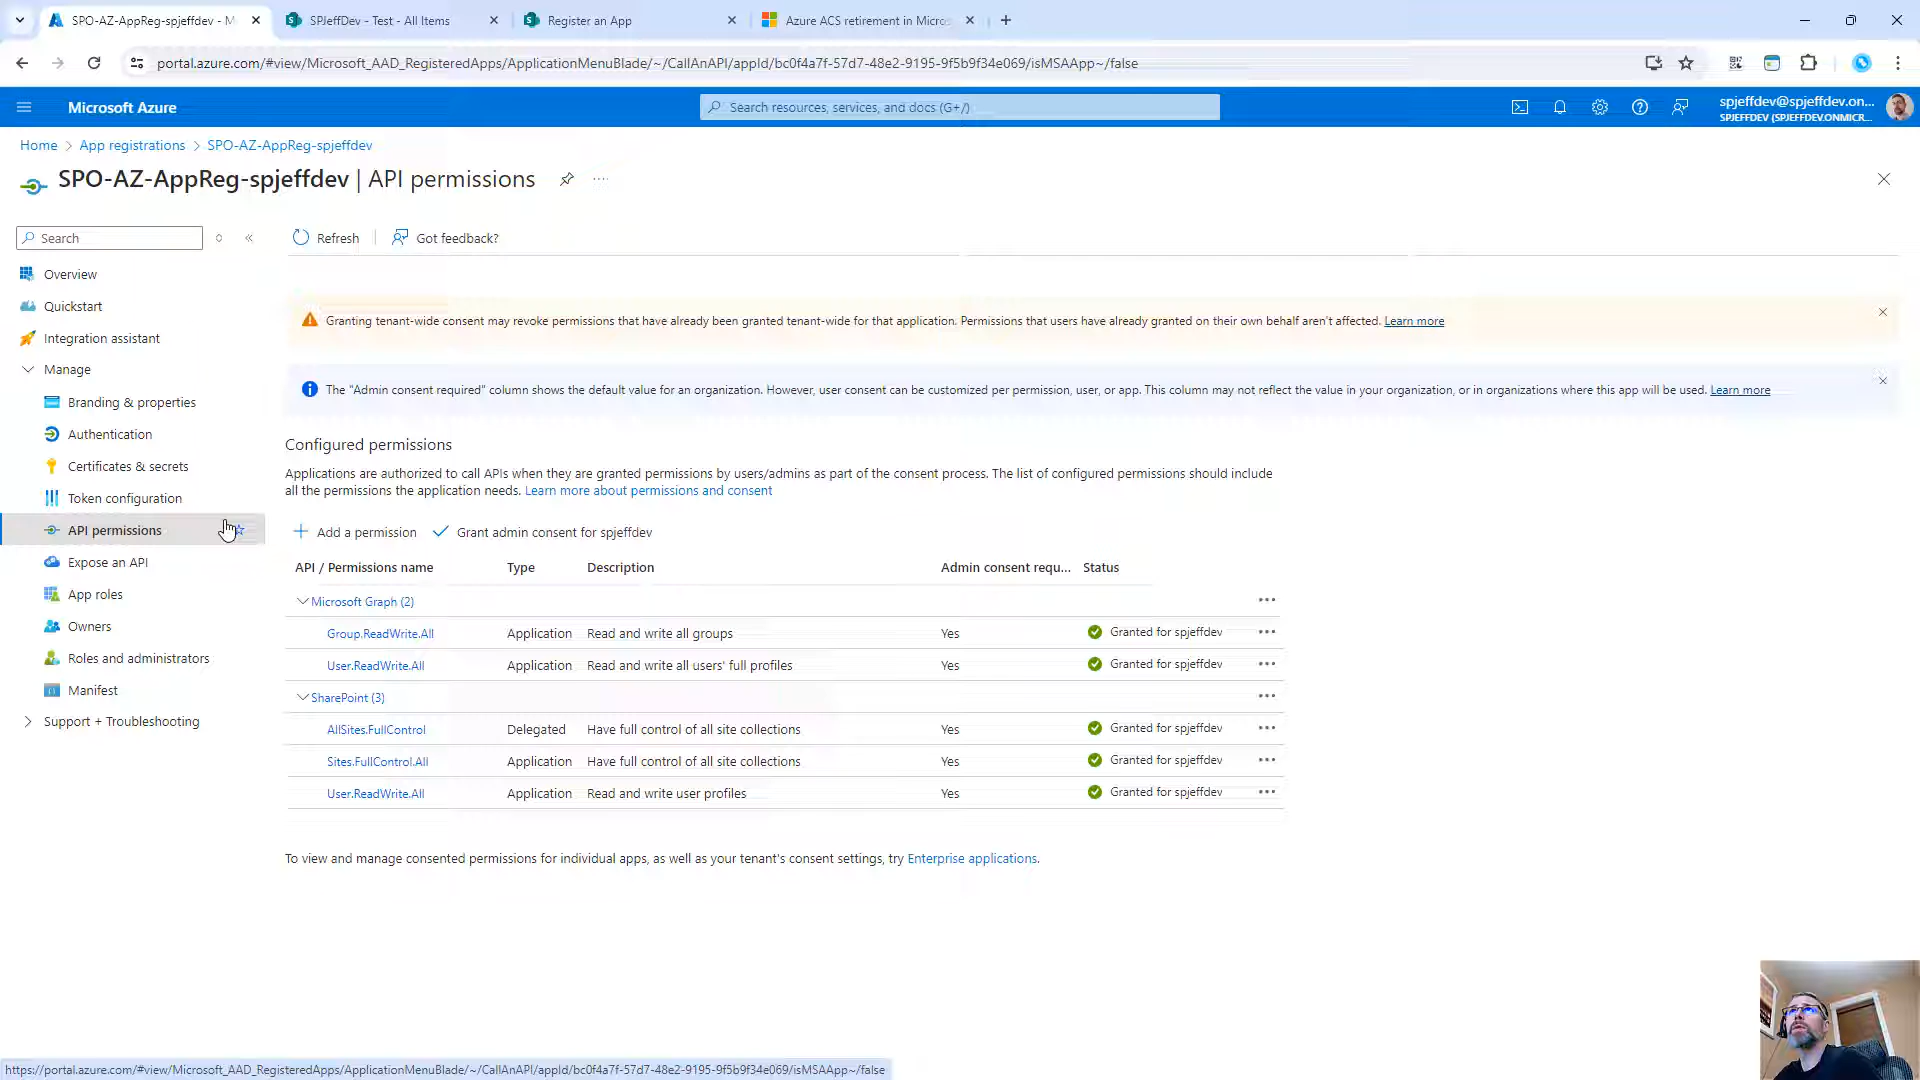 SPO-AZ-AppReg-spjeffdev - M
SPJeffDev - Test - All Items
Register an App
Azure ACS retirement in Micros
portal.azure.com/#view/Microsoft_AAD_RegisteredApps/ApplicationMenuBlade/~/CallAnAPI/appId/bc0f4a7f-57d7-48e2-9195-9f5b9f34e069/isMSAApp~/false
Microsoft Azure
Search resources, services, and docs (G+/)
spjeffdev@spjeffdev.on...
SPJEFFDEV (SPJEFFDEV.ONMICR...
Home > App registrations > SPO-AZ-AppReg-spjeffdev
SPO-AZ-AppReg-spjeffdev | API permissions
Search
Refresh
Got feedback?
Overview
Quickstart
Integration assistant
Manage
Branding & properties
Authentication
Certificates & secrets
Token configuration
API permissions
Expose an API
App roles
Owners
Roles and administrators
Manifest
Support + Troubleshooting
Granting tenant-wide consent may revoke permissions that have already been granted tenant-wide for that application. Permissions that users have already granted on their own behalf aren't affected. Learn more
The "Admin consent required" column shows the default value for an organization. However, user consent can be customized per permission, user, or app. This column may not reflect the value in your organization, or in organizations where this app will be used. Learn more
Configured permissions
Applications are authorized to call APIs when they are granted permissions by users/admins as part of the consent process. The list of configured permissions should include
all the permissions the application needs. Learn more about permissions and consent
Add a permission
Grant admin consent for spjeffdev
API / Permissions name Type Description Admin consent requ... Status
Microsoft Graph (2)
Group.ReadWrite.All Application Read and write all groups Yes Granted for spjeffdev
User.ReadWrite.All Application Read and write all users' full profiles Yes Granted for spjeffdev
SharePoint (3)
AllSites.FullControl Delegated Have full control of all site collections Yes Granted for spjeffdev
Sites.FullControl.All Application Have full control of all site collections Yes Granted for spjeffdev
User.ReadWrite.All Application Read and write user profiles Yes Granted for spjeffdev
To view and manage consented permissions for individual apps, as well as your tenant's consent settings, try Enterprise applications.
https://portal.azure.com/#view/Microsoft_AAD_RegisteredApps/ApplicationMenuBlade/~/CallAnAPI/appId/bc0f4a7f-57d7-48e2-9195-9f5b9f34e069/isMSAApp~/false